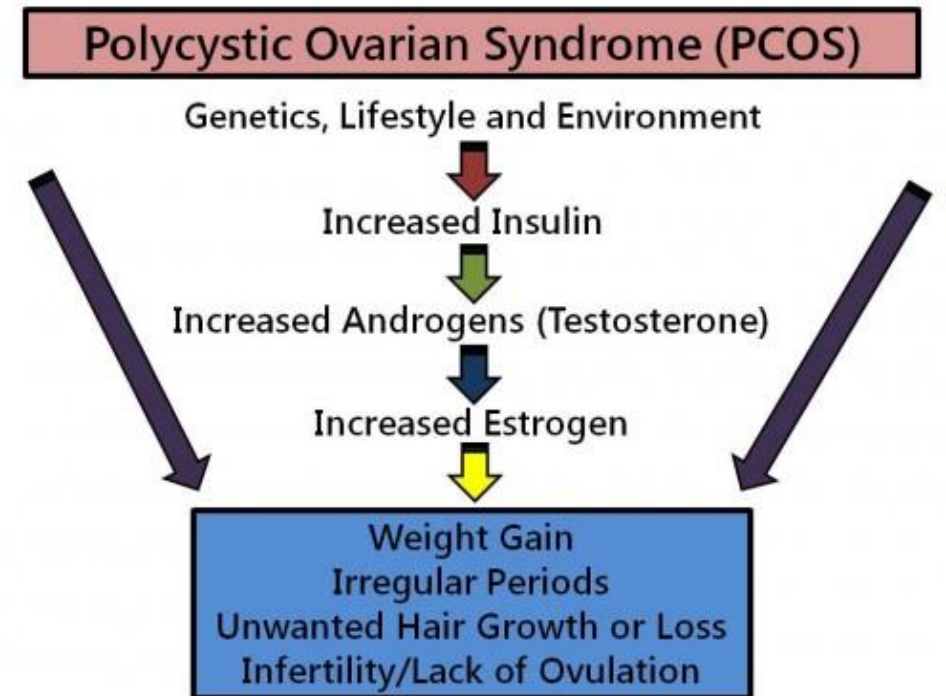 Polycystic Ovarian Syndrome (PCOS)
Genetics, Lifestyle and Environment
Increased Insulin
Increased Androgens (Testosterone)
Increased Estrogen
Weight Gain
Irregular Periods
Unwanted Hair Growth or Loss
Infertility/Lack of Ovulation